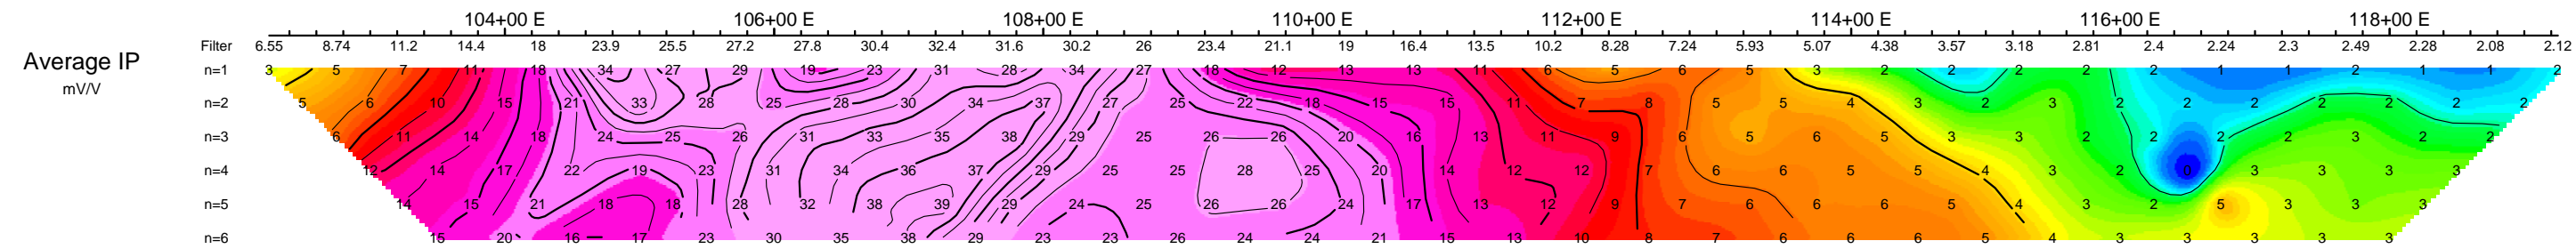 104+00 E 106+00 E 108+00 E 110+00 E 112+00 E 114+00 E 116+00 E 118+00 E
Average IP
mV/V
Filter 6.55 8.74 11.2 14.4 18 23.9 25.5 27.2 27.8 30.4 32.4 31.6 30.2 26 23.4 21.1 19 16.4 13.5 10.2 8.28 7.24 5.93 5.07 4.38 3.57 3.18 2.81 2.4 2.24 2.3 2.49 2.28 2.08 2.12
n=1 3 5 7 11 18 34 27 29 19 23 31 28 34 27 18 12 13 13 11 6 5 6 5 3 2 2 2 2 2 1 1 2 1 1 2
n=2 5 6 10 15 21 33 28 25 28 30 34 37 27 25 22 18 15 15 11 7 8 5 5 4 3 2 3 2 2 2 2 2 2 2
n=3 6 11 14 18 24 25 26 31 33 35 38 29 25 26 26 20 16 13 11 9 6 5 6 5 3 3 2 2 2 2 3 2 2
n=4 12 14 17 22 19 23 31 34 36 37 29 25 25 28 25 20 14 12 12 7 6 6 5 5 4 3 2 0 3 3 3 3
n=5 14 15 21 18 18 28 32 38 39 29 24 25 26 26 24 17 13 12 9 7 6 6 6 5 4 3 2 5 3 3 3
n=6 15 20 16 17 23 30 35 38 29 23 23 26 24 24 21 15 13 10 8 7 6 6 6 5 4 3 3 3 3 3